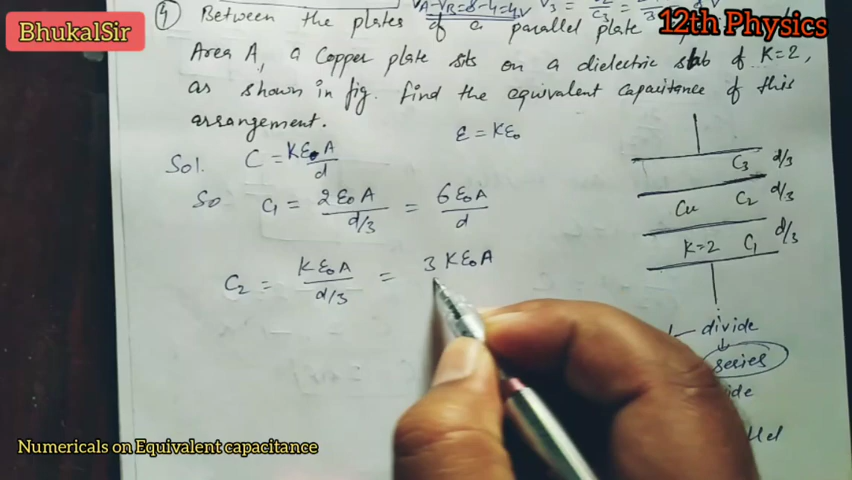 BhukalSir
12th Physics
VA-VB=8-4=4V V3 =
(4) Between the plates of a parallel plate
Area A, a Copper plate sits on a dielectric slab of K=2,
as shown in fig. find the equivalent capacitance of this
arrangement.
ε = Kε₀
Sol. C = Kε₀A/d
So C₁ = 2ε₀A/(d/3) = 6ε₀A/d
C₂ = Kε₀A/(d/3) = 3Kε₀A
C₃ d/3
Cu C₂ d/3
K=2 C₁ d/3
divide
series
Numericals on Equivalent capacitance